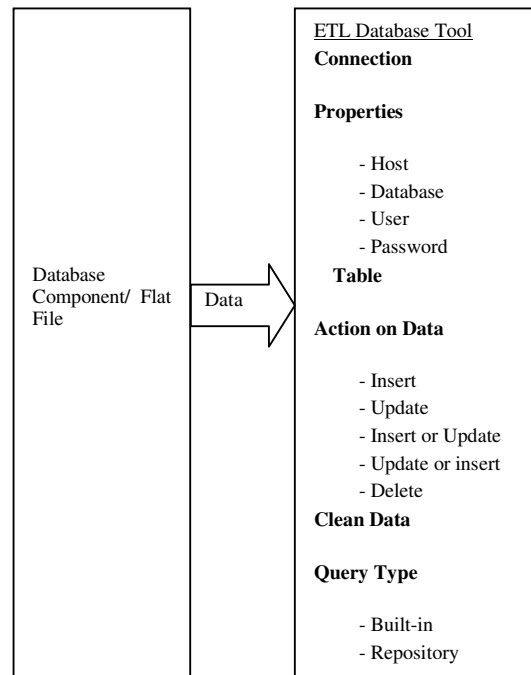 Database
Component/ Flat
File
Data
ETL Database Tool
Connection
Properties
- Host
- Database
- User
- Password
Table
Action on Data
- Insert
- Update
- Insert or Update
- Update or insert
- Delete
Clean Data
Query Type
- Built-in
- Repository